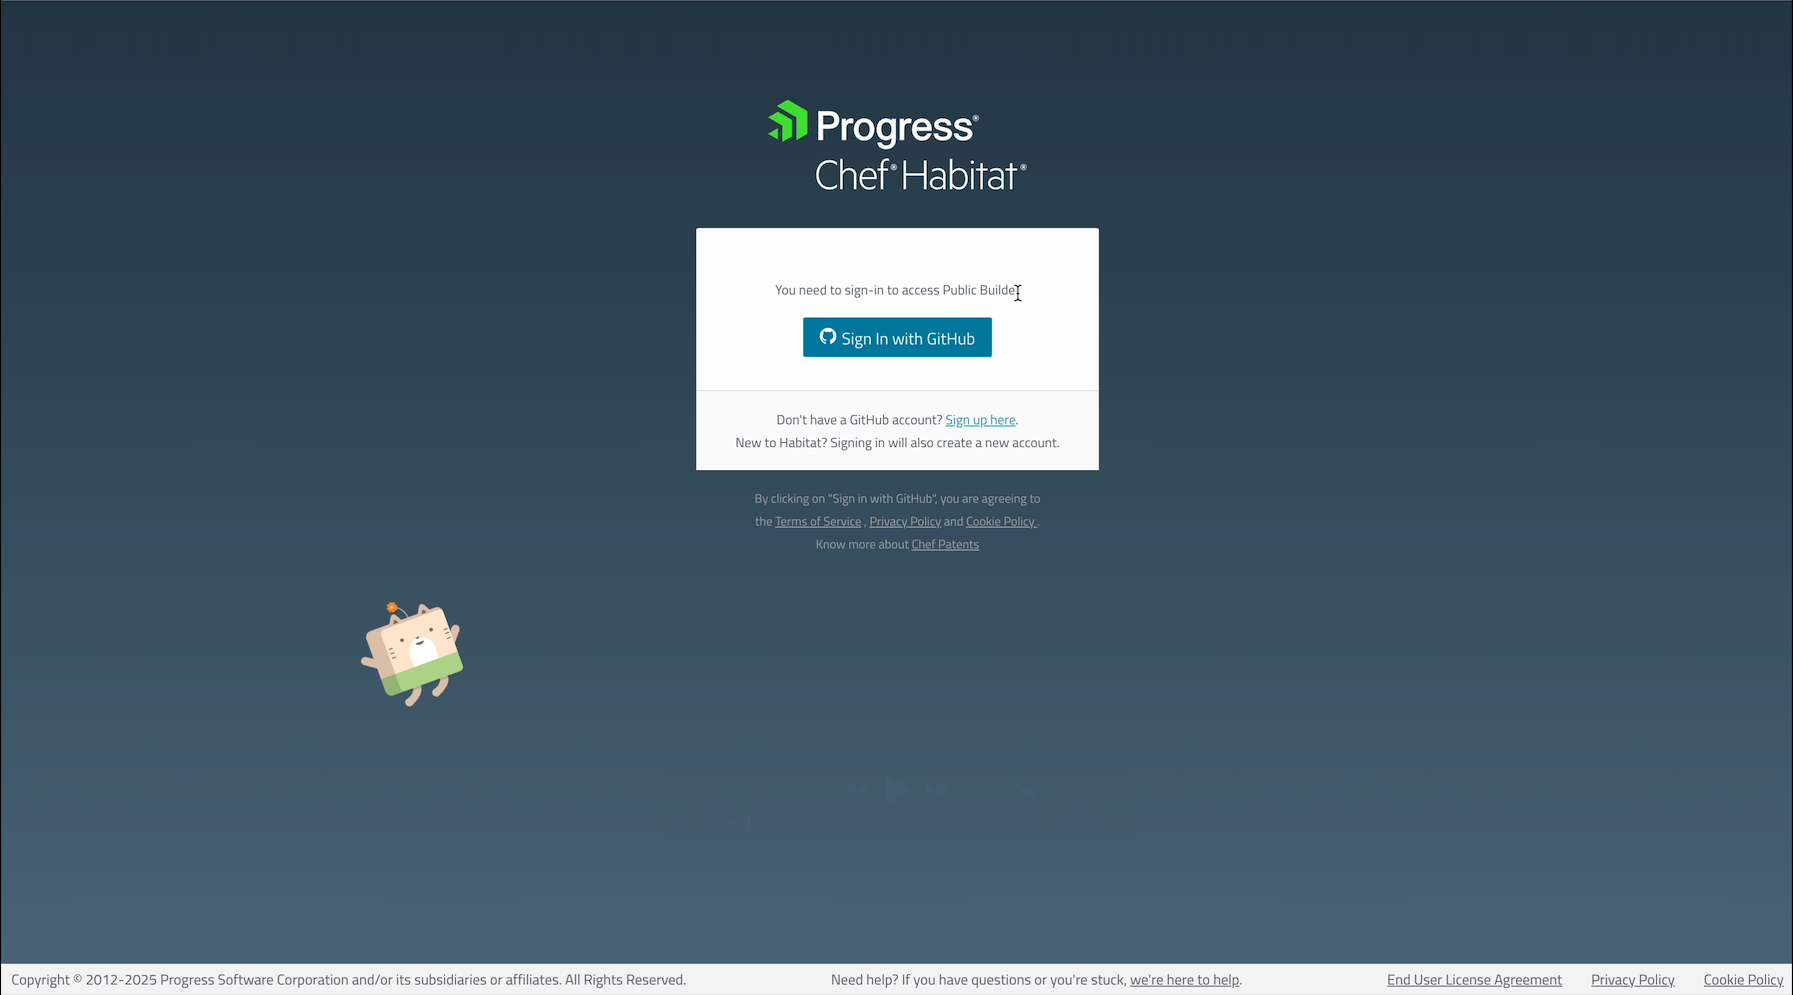 Progress®
Chef® Habitat®
You need to sign-in to access Public Builder
Sign In with GitHub
Don't have a GitHub account? Sign up here.
New to Habitat? Signing in will also create a new account.
By clicking on "Sign in with GitHub", you are agreeing to
the Terms of Service , Privacy Policy and Cookie Policy .
Know more about Chef Patents
Copyright © 2012-2025 Progress Software Corporation and/or its subsidiaries or affiliates. All Rights Reserved.
Need help? If you have questions or you're stuck, we're here to help.
End User License Agreement
Privacy Policy
Cookie Policy